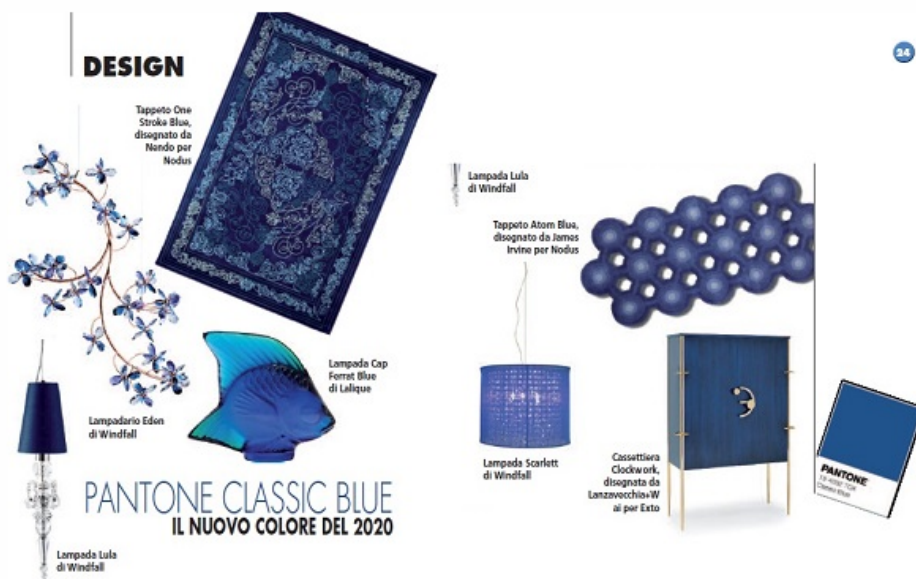 DESIGN
24
Tappeto One
Stroke Blue,
disegnato da
Nendo per
Nodus
Lampada Cap
Ferrat Blue
di Lalique
Lampadario Eden
di Windfall
PANTONE CLASSIC BLUE
IL NUOVO COLORE DEL 2020
Lampada Lula
di Windfall
Lampada Lula
di Windfall
Tappeto Atom Blue,
disegnato da James
Irvine per Nodus
Lampada Scarlett
di Windfall
Cassettiera
Clockwork,
disegnata da
Lanzavecchia+W
ai per Exto
PANTONE
Classic Blue